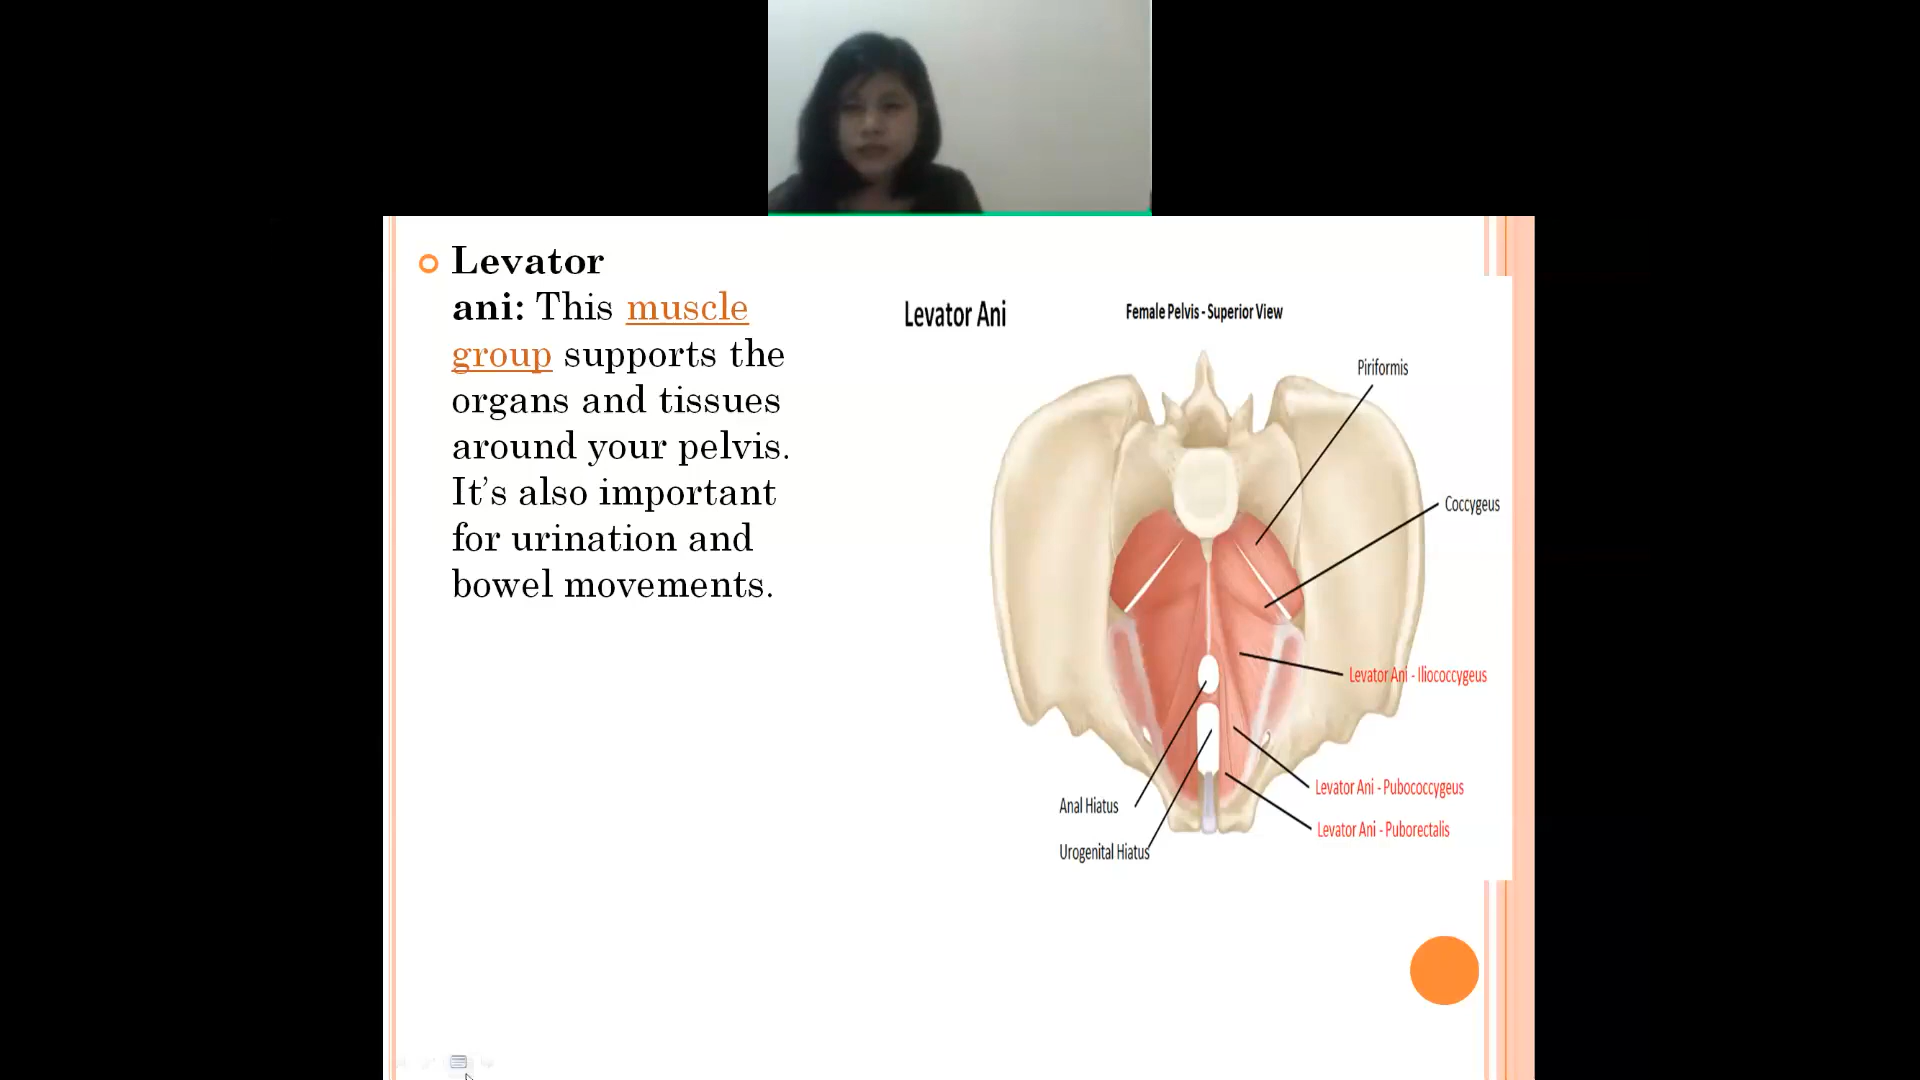 Levator
ani: This muscle
group supports the
organs and tissues
around your pelvis.
It's also important
for urination and
bowel movements.
Levator Ani
Female Pelvis - Superior View
Piriformis
Coccygeus
Levator Ani - Iliococcygeus
Levator Ani - Pubococcygeus
Levator Ani - Puborectalis
Anal Hiatus
Urogenital Hiatus